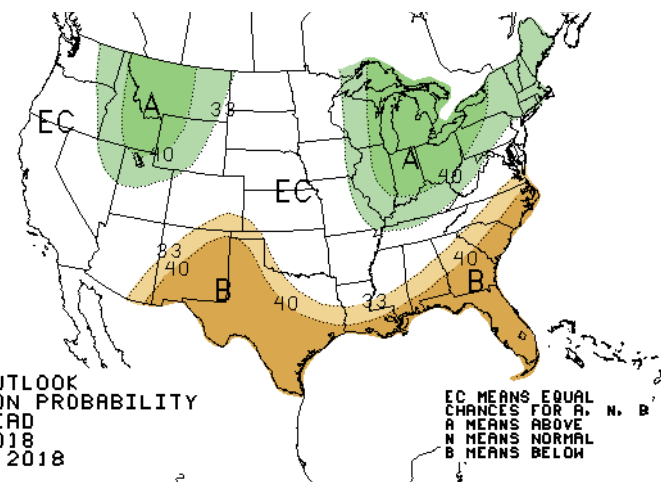 33
A
EC
40
A
40
EC
33
40
B
40
33
40
B
UTLOOK
ON PROBABILITY
EAD
018
2018
EC MEANS EQUAL
CHANCES FOR A, N, B
A MEANS ABOVE
N MEANS NORMAL
B MEANS BELOW